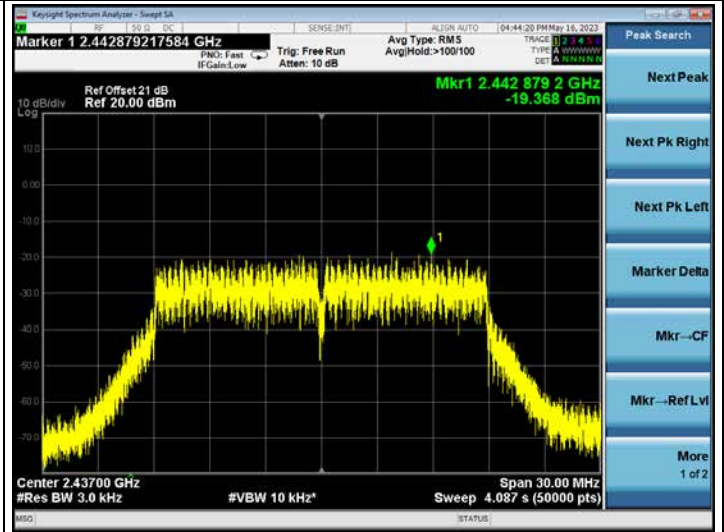 Keysight Spectrum Analyzer - Swept SA
RF 50 Ω DC SENSE:INT ALIGN AUTO 04:44:20 PM May 16, 2023
Marker 1 2.442879217584 GHz
PNO: Fast
IFGain:Low
Trig: Free Run
Atten: 10 dB
Avg Type: RMS
Avg|Hold:>100/100
TRACE 1 2 3 4 5 6
TYPE A WWWWW
DET A NNNNN
Peak Search
Mkr1 2.442 879 2 GHz
-19.368 dBm
Ref Offset 21 dB
10 dB/div Ref 20.00 dBm
Log
10.0
0.00
-10.0
-20.0
-30.0
-40.0
-50.0
-60.0
-70.0
1
Center 2.43700 GHz
Span 30.00 MHz
#Res BW 3.0 kHz
#VBW 10 kHz*
Sweep 4.087 s (50000 pts)
MSG
STATUS
Next Peak
Next Pk Right
Next Pk Left
Marker Delta
Mkr→CF
Mkr→Ref Lvl
More
1 of 2